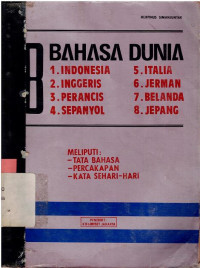 8 BAHASA DUNIA
1. INDONESIA
2. INGGERIS
3. PERANCIS
4. SEPANYOL
5. ITALIA
6. JERMAN
7. BELANDA
8. JEPANG
MELIPUTI :
- TATA BAHASA
- PERCAKAPAN
- KATA SEHARI-HARI